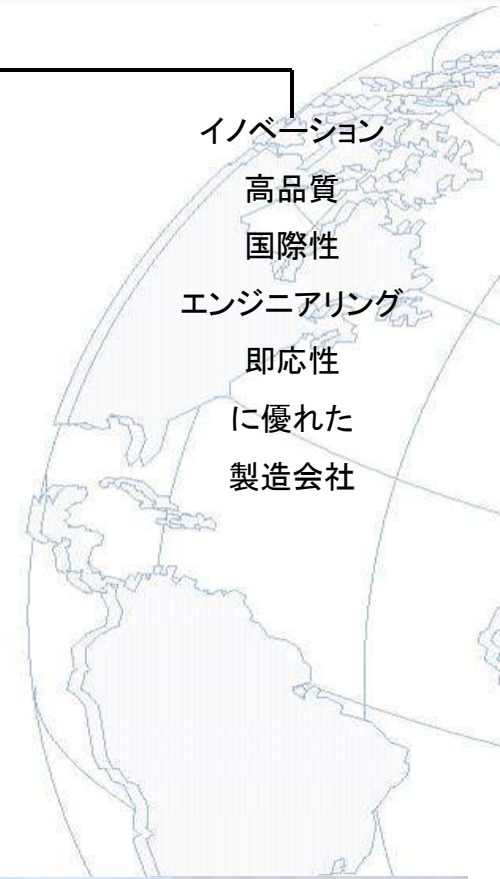 イノベーション
高品質
国際性
エンジニアリング
即応性
に優れた
製造会社